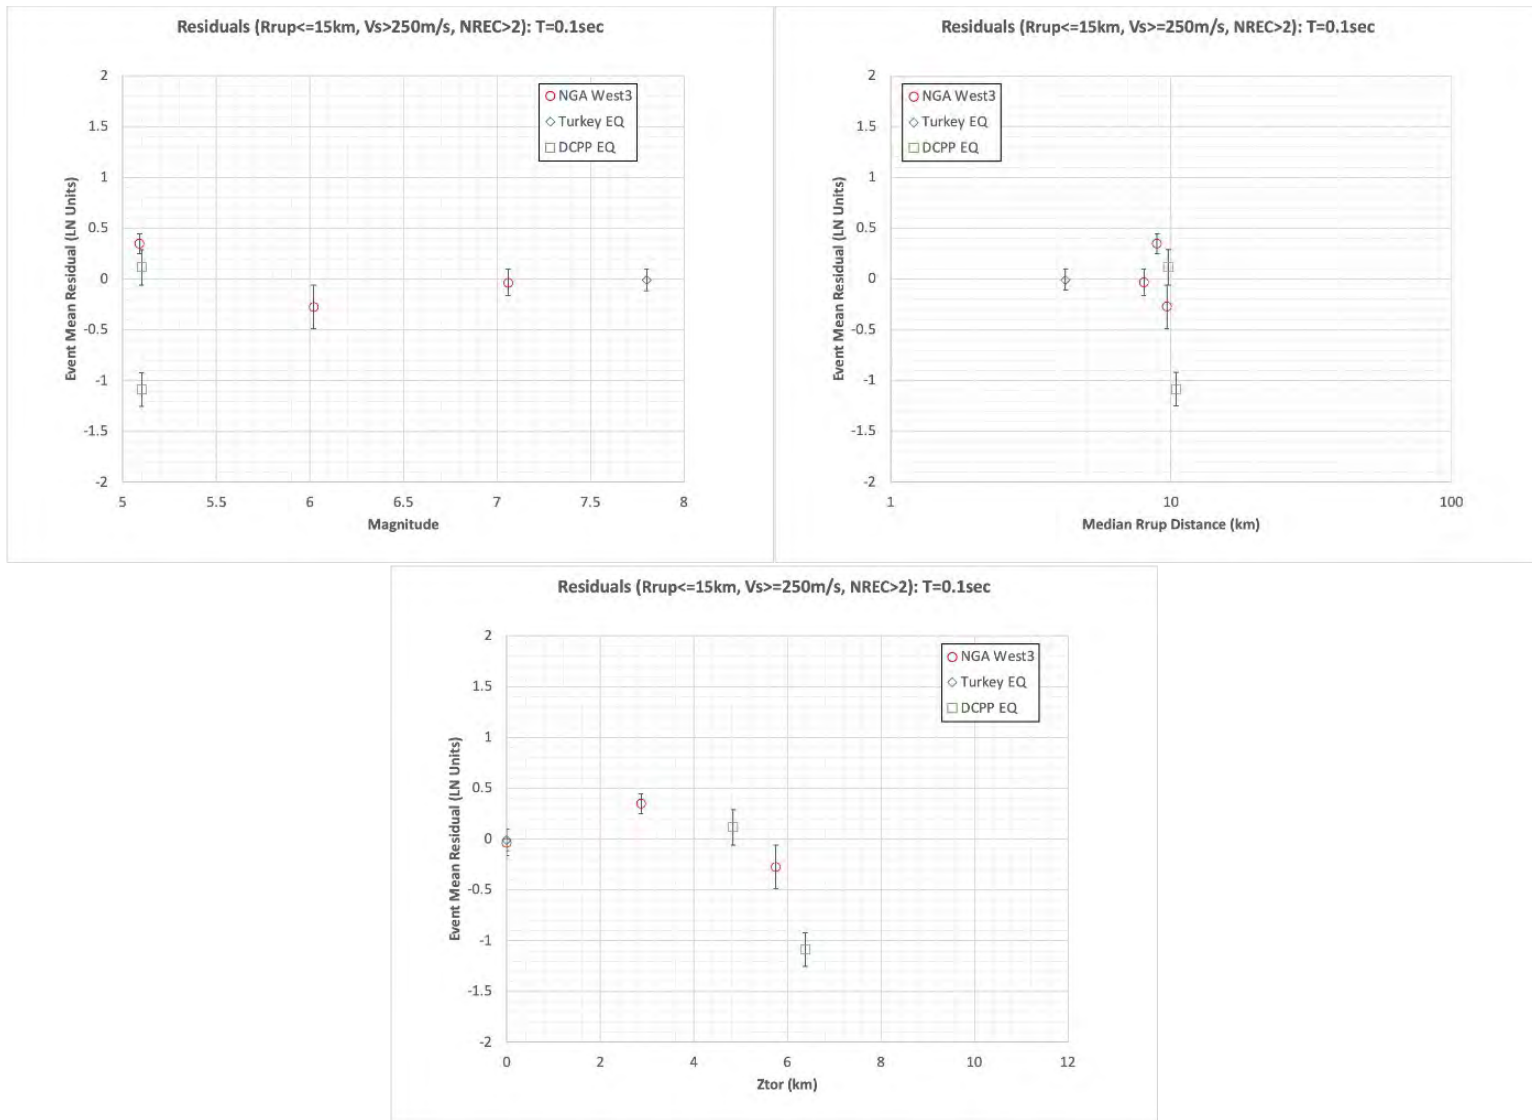 Residuals (Rrup<=15km, Vs>250m/s, NREC>2): T=0.1sec
2
1.5
1
0.5
0
-0.5
-1
-1.5
-2
Event Mean Residual (LN Units)
NGA West3
Turkey EQ
DCPP EQ
5 5.5 6 6.5 7 7.5 8
Magnitude
Residuals (Rrup<=15km, Vs>=250m/s, NREC>2): T=0.1sec
2
1.5
1
0.5
0
-0.5
-1
-1.5
-2
Event Mean Residual (LN Units)
NGA West3
Turkey EQ
DCPP EQ
1 10 100
Median Rrup Distance (km)
Residuals (Rrup<=15km, Vs>=250m/s, NREC>2): T=0.1sec
2
1.5
1
0.5
0
-0.5
-1
-1.5
-2
Event Mean Residual (LN Units)
NGA West3
Turkey EQ
DCPP EQ
0 2 4 6 8 10 12
Ztor (km)